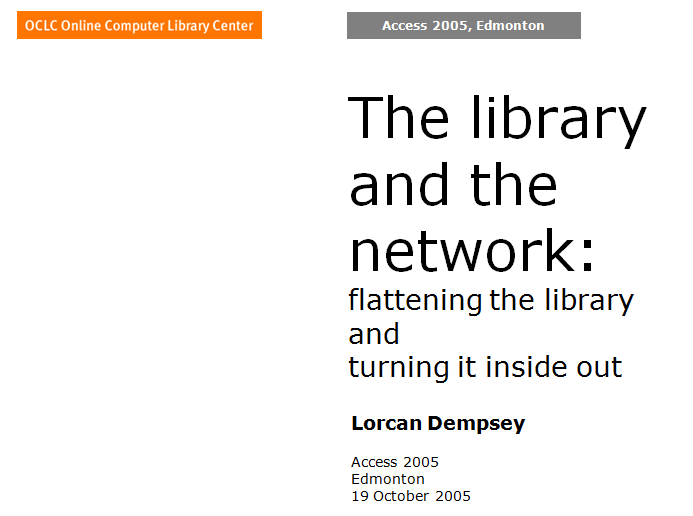 OCLC Online Computer Library Center
Access 2005, Edmonton
The library
and the
network:
flattening the library
and
turning it inside out
Lorcan Dempsey
Access 2005
Edmonton
19 October 2005